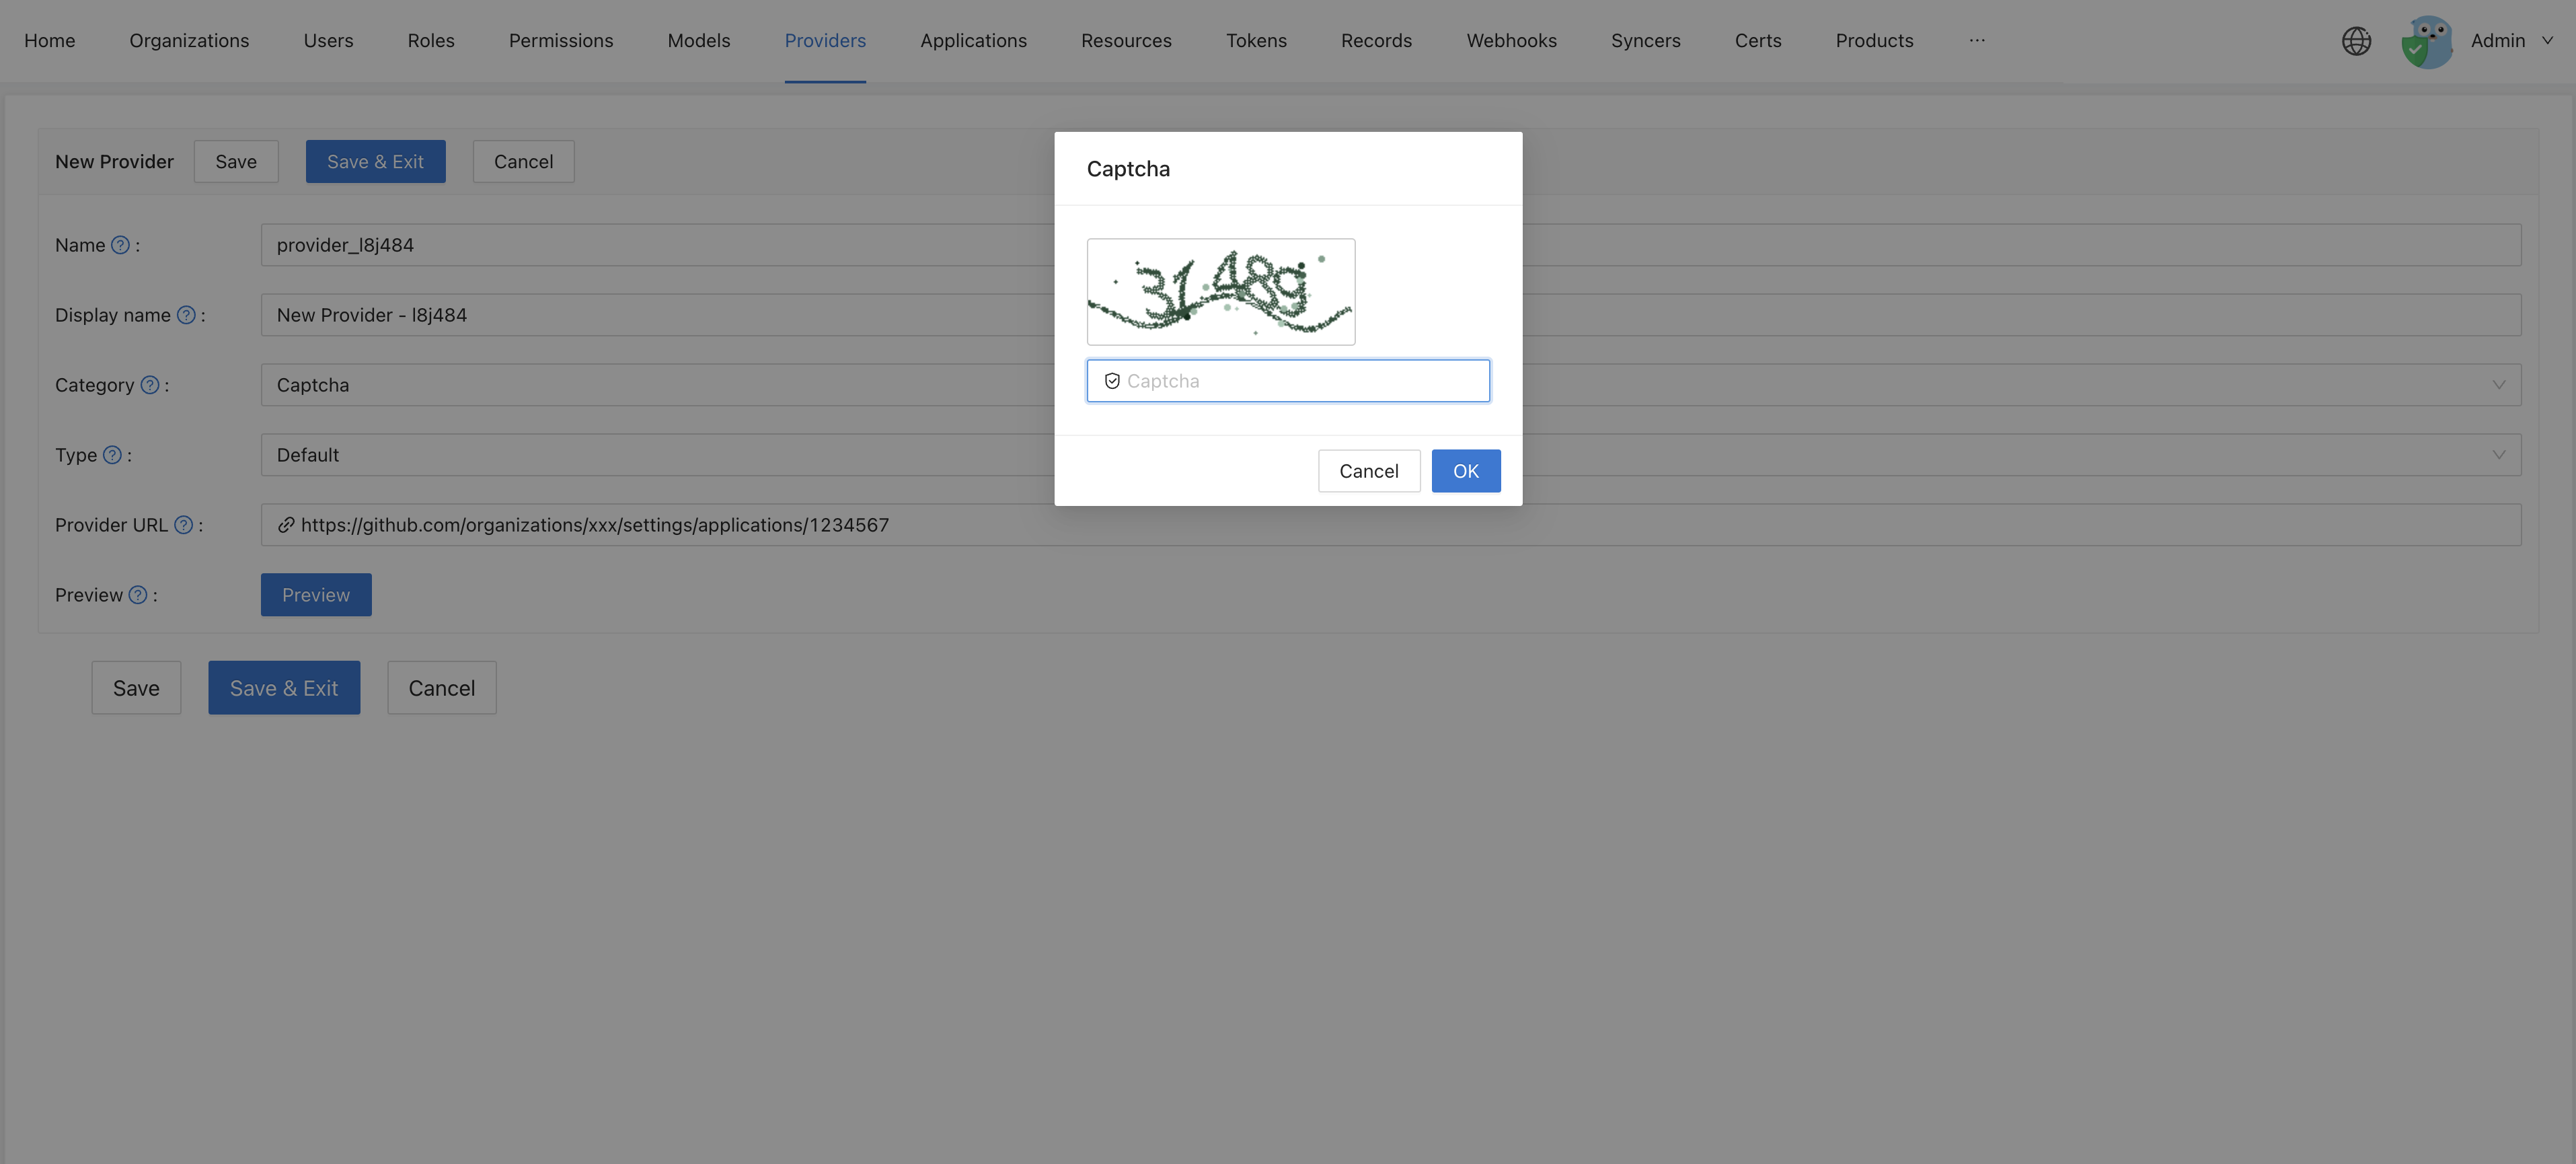 Home Organizations Users Roles Permissions Models Providers Applications Resources Tokens Records Webhooks Syncers Certs Products ··· Admin
New Provider Save Save & Exit Cancel
Name ? : provider_l8j484
Display name ? : New Provider - l8j484
Category ? : Captcha
Type ? : Default
Provider URL ? : https://github.com/organizations/xxx/settings/applications/1234567
Preview ? : Preview
Save Save & Exit Cancel
Captcha
31489
Captcha
Cancel OK